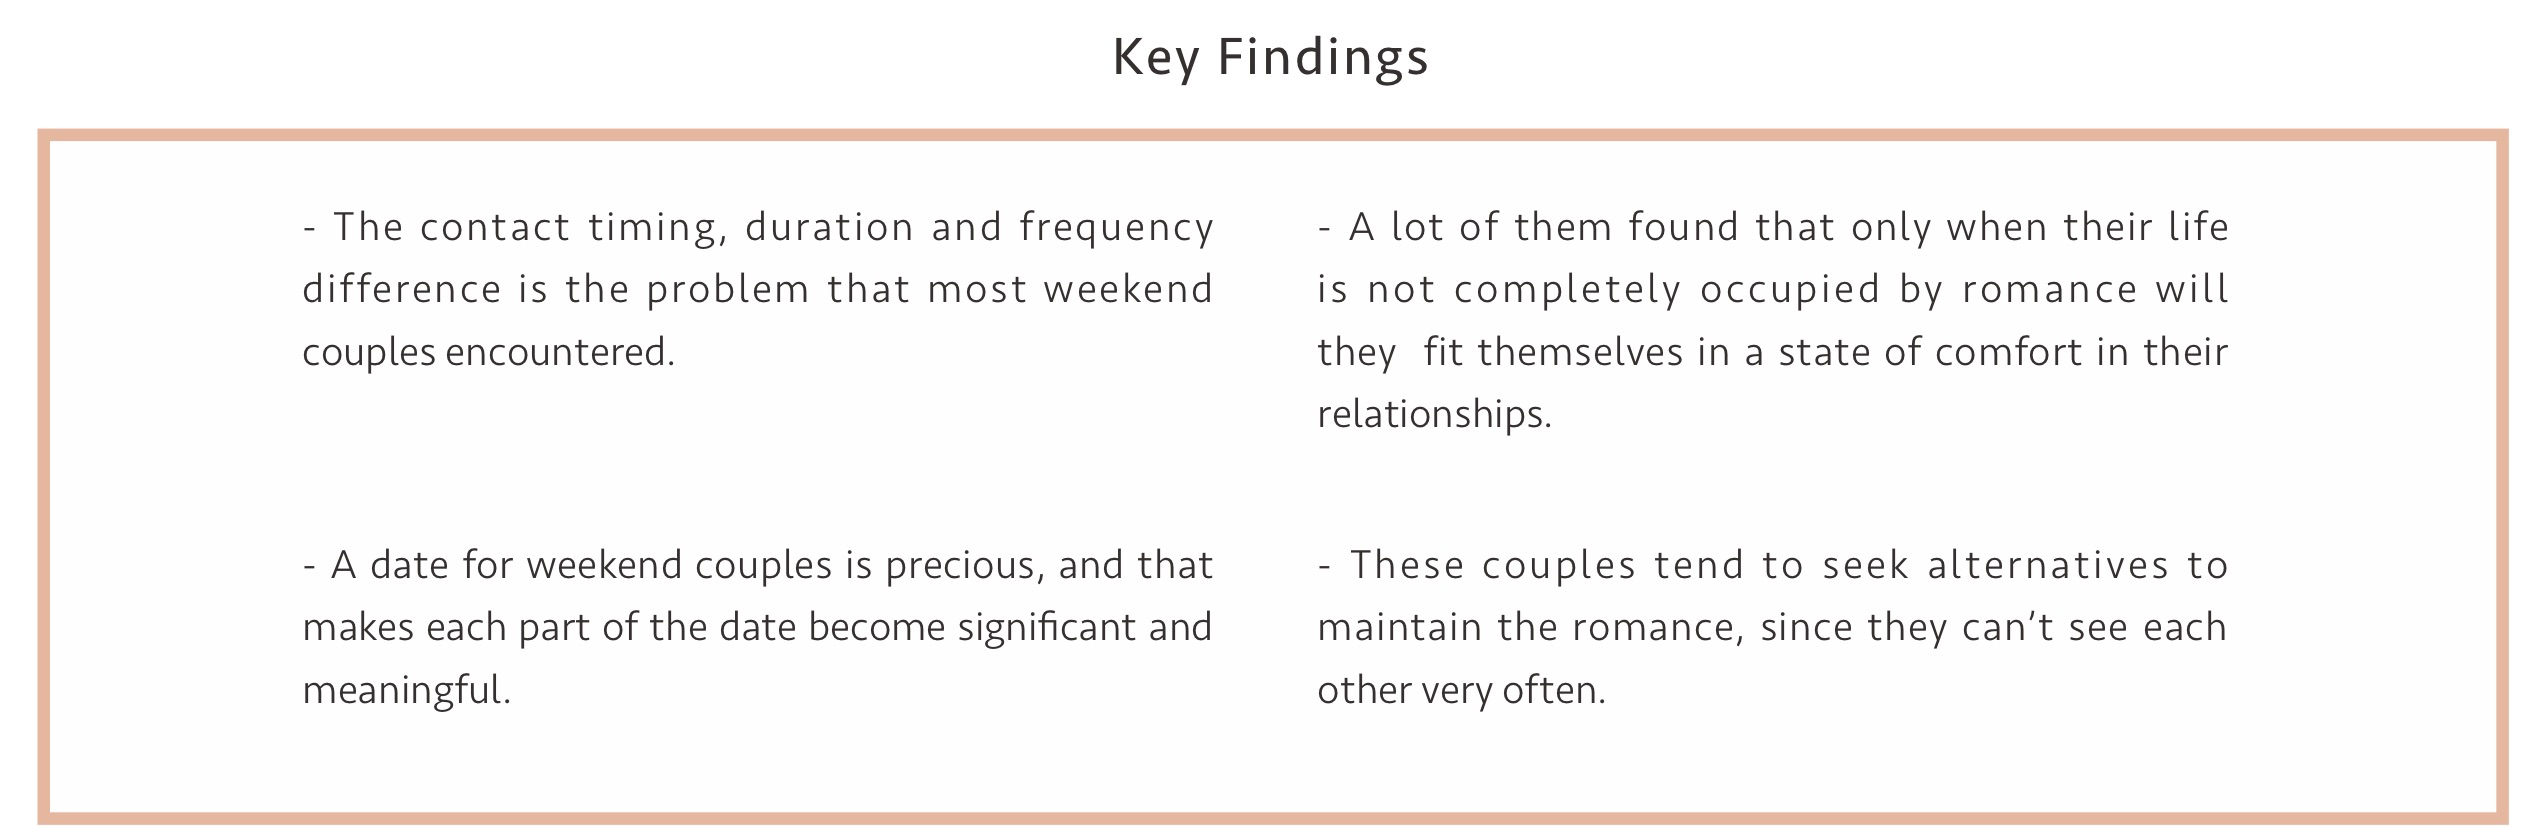 Key Findings
- The contact timing, duration and frequency
difference is the problem that most weekend
couples encountered.
- A lot of them found that only when their life
is not completely occupied by romance will
they  fit themselves in a state of comfort in their
relationships.
- A date for weekend couples is precious, and that
makes each part of the date become significant and
meaningful.
- These couples tend to seek alternatives to
maintain the romance, since they can’t see each
other very often.